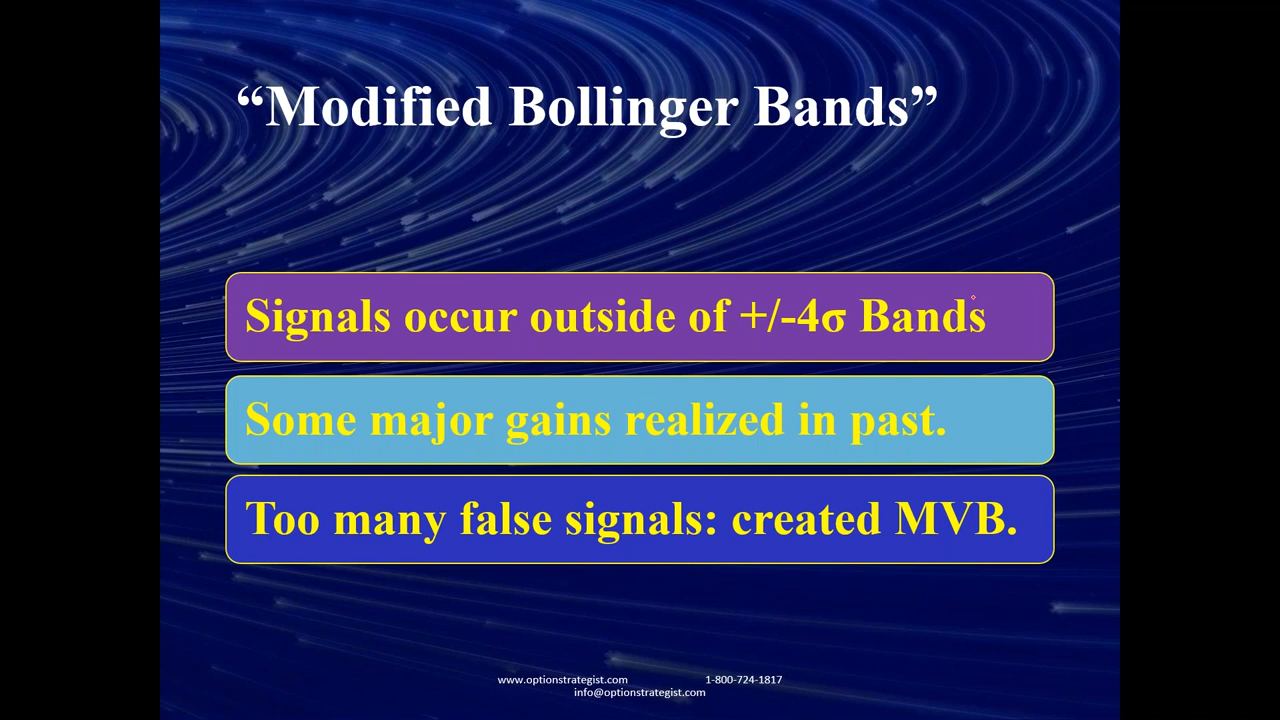 “Modified Bollinger Bands”
Signals occur outside of +/-4σ Bands
Some major gains realized in past.
Too many false signals: created MVB.
www.optionstrategist.com 1-800-724-1817
info@optionstrategist.com